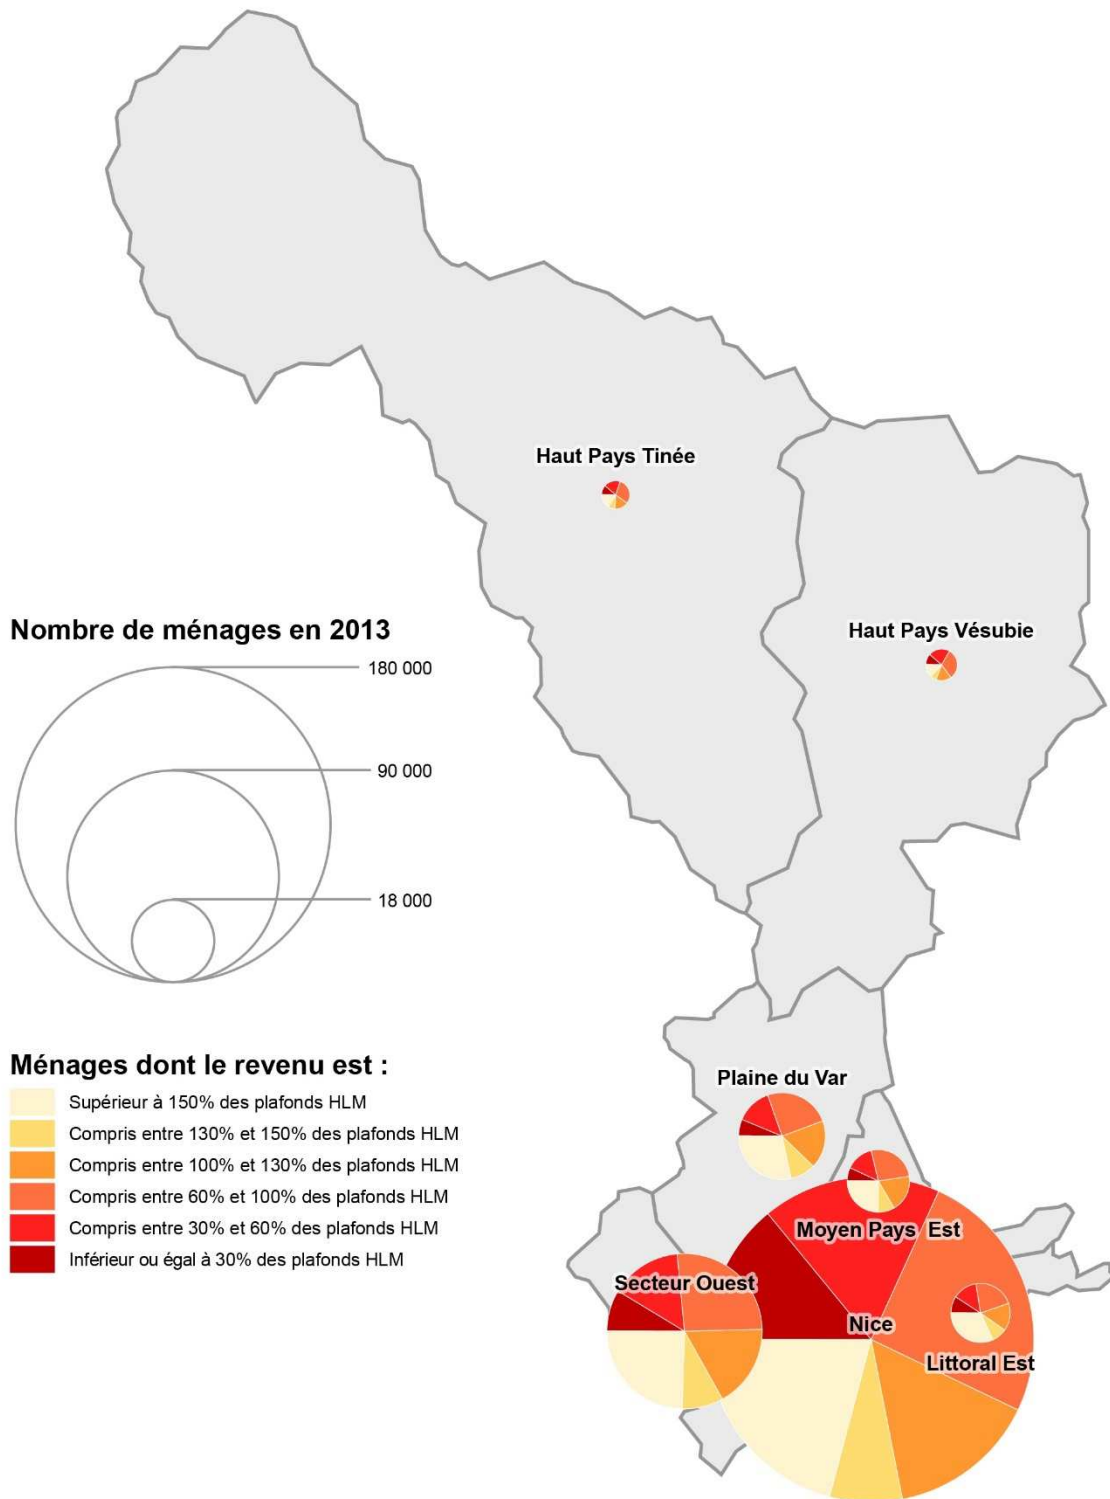 Haut Pays Tinée
Haut Pays Vésubie
Nombre de ménages en 2013
180 000
90 000
18 000
Ménages dont le revenu est :
Supérieur à 150% des plafonds HLM
Compris entre 130% et 150% des plafonds HLM
Compris entre 100% et 130% des plafonds HLM
Compris entre 60% et 100% des plafonds HLM
Compris entre 30% et 60% des plafonds HLM
Inférieur ou égal à 30% des plafonds HLM
Plaine du Var
Moyen Pays Est
Secteur Ouest
Nice
Littoral Est